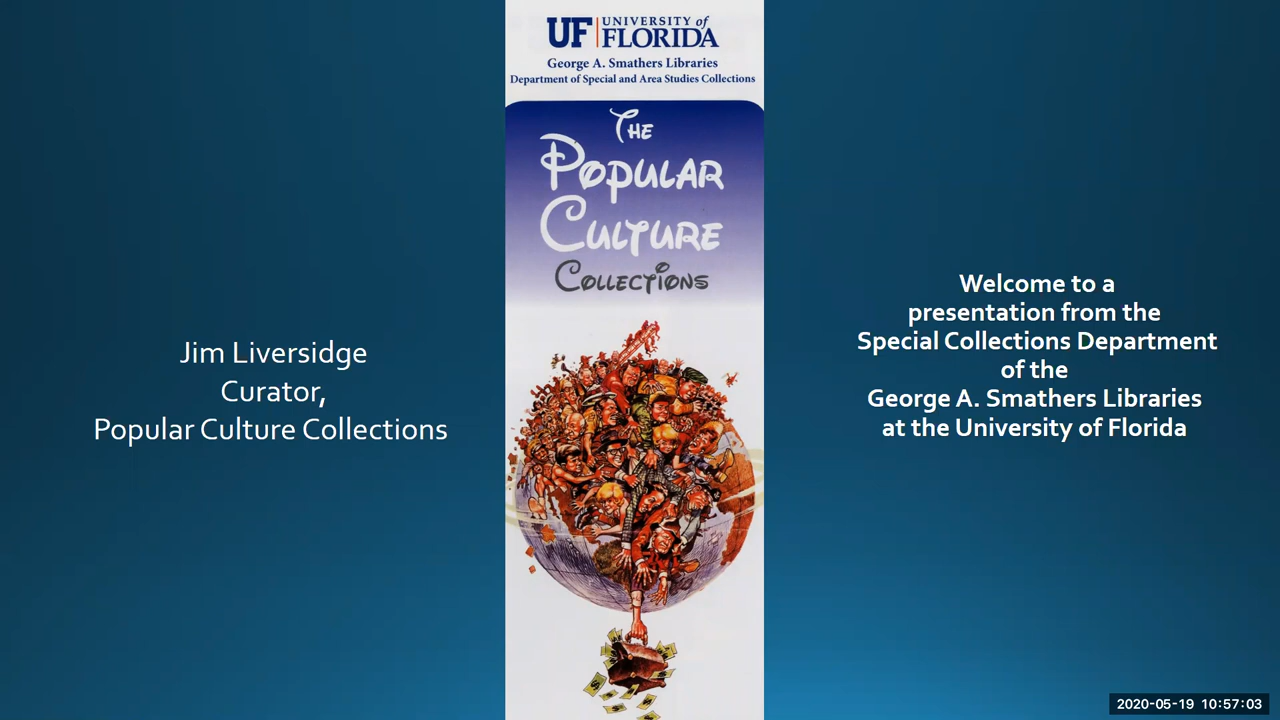 UF | UNIVERSITY of
FLORIDA
George A. Smathers Libraries
Department of Special and Area Studies Collections
THE
POPULAR
CULTURE
COLLECTIONS
Jim Liversidge
Curator,
Popular Culture Collections
Welcome to a
presentation from the
Special Collections Department
of the
George A. Smathers Libraries
at the University of Florida
$
2020-05-19 10:57:03